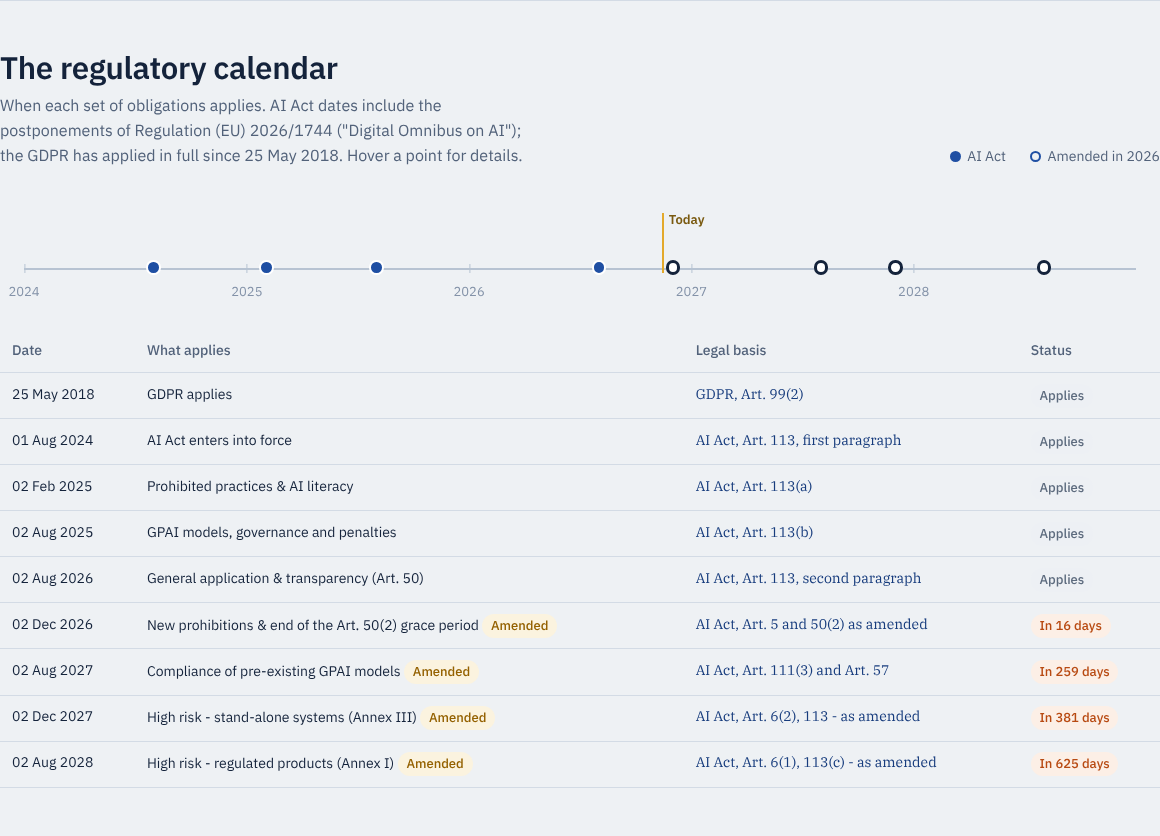 The regulatory calendar
When each set of obligations applies. AI Act dates include the
postponements of Regulation (EU) 2026/1744 ("Digital Omnibus on AI");
the GDPR has applied in full since 25 May 2018. Hover a point for details.
AI Act Amended in 2026
Today
2024 2025 2026 2027 2028
Date What applies Legal basis Status
25 May 2018 GDPR applies GDPR, Art. 99(2) Applies
01 Aug 2024 AI Act enters into force AI Act, Art. 113, first paragraph Applies
02 Feb 2025 Prohibited practices & AI literacy AI Act, Art. 113(a) Applies
02 Aug 2025 GPAI models, governance and penalties AI Act, Art. 113(b) Applies
02 Aug 2026 General application & transparency (Art. 50) AI Act, Art. 113, second paragraph Applies
02 Dec 2026 New prohibitions & end of the Art. 50(2) grace period Amended AI Act, Art. 5 and 50(2) as amended In 16 days
02 Aug 2027 Compliance of pre-existing GPAI models Amended AI Act, Art. 111(3) and Art. 57 In 259 days
02 Dec 2027 High risk - stand-alone systems (Annex III) Amended AI Act, Art. 6(2), 113 - as amended In 381 days
02 Aug 2028 High risk - regulated products (Annex I) Amended AI Act, Art. 6(1), 113(c) - as amended In 625 days